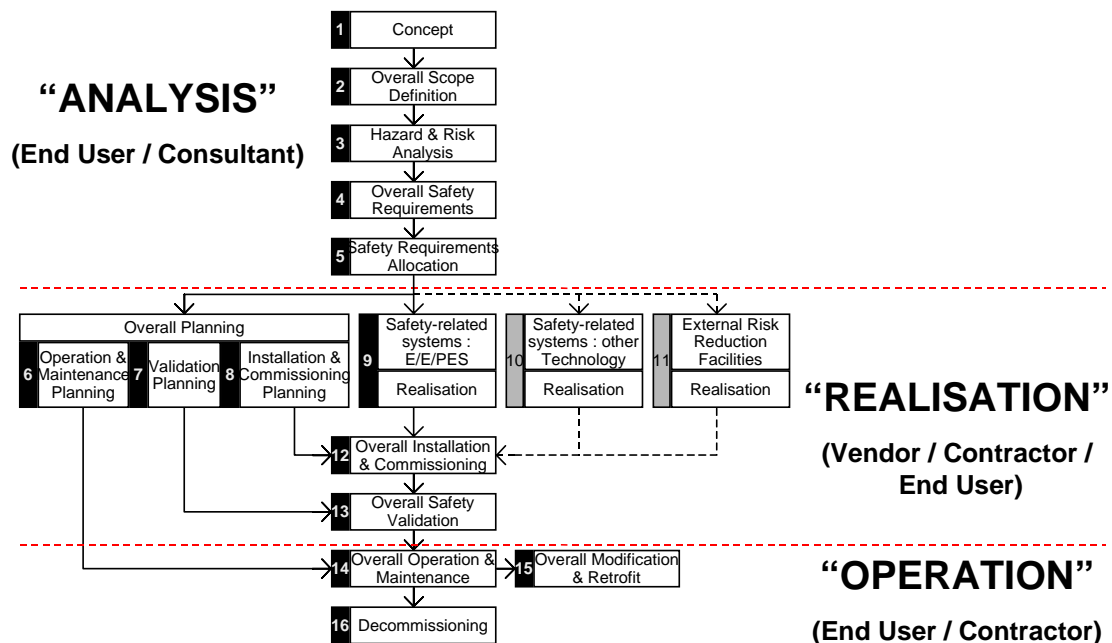 1
Concept
2
Overall Scope
Definition
“ANALYSIS”
(End User / Consultant)
3
Hazard & Risk
Analysis
4
Overall Safety
Requirements
5
Safety Requirements
Allocation
Overall Planning
6
Operation &
Maintenance
Planning
7
Validation
Planning
8
Installation &
Commissioning
Planning
9
Safety-related
systems :
E/E/PES
Realisation
10
Safety-related
systems : other
Technology
Realisation
11
External Risk
Reduction
Facilities
Realisation
“REALISATION”
(Vendor / Contractor /
End User)
12
Overall Installation
& Commissioning
13
Overall Safety
Validation
14
Overall Operation &
Maintenance
15
Overall Modification
& Retrofit
“OPERATION”
(End User / Contractor)
16
Decommissioning